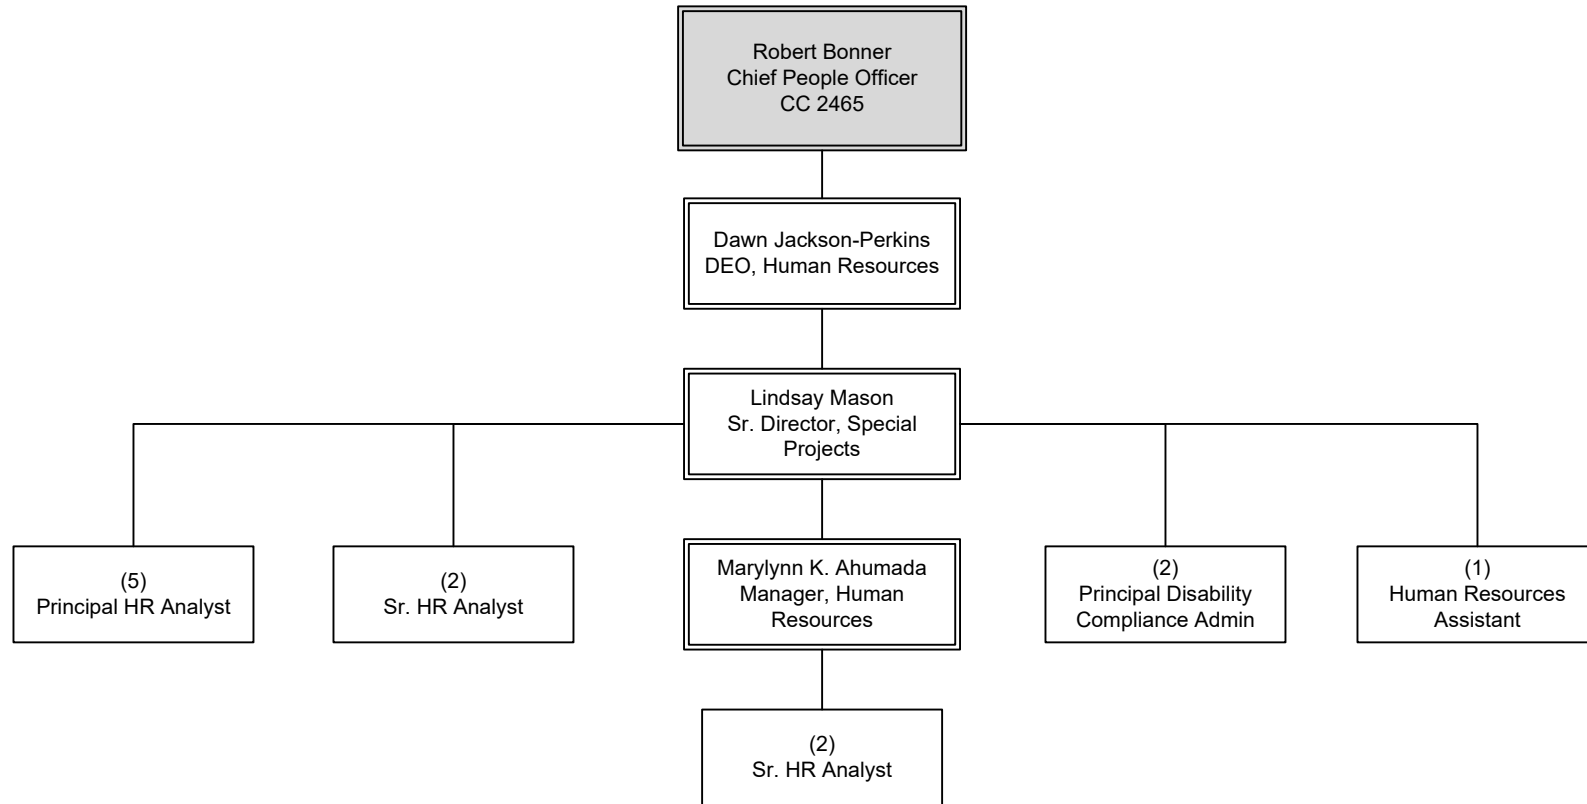 Robert Bonner
Chief People Officer
CC 2465
Dawn Jackson-Perkins
DEO, Human Resources
Lindsay Mason
Sr. Director, Special
Projects
(5)
Principal HR Analyst
(2)
Sr. HR Analyst
Marylynn K. Ahumada
Manager, Human
Resources
(2)
Principal Disability
Compliance Admin
(1)
Human Resources
Assistant
(2)
Sr. HR Analyst